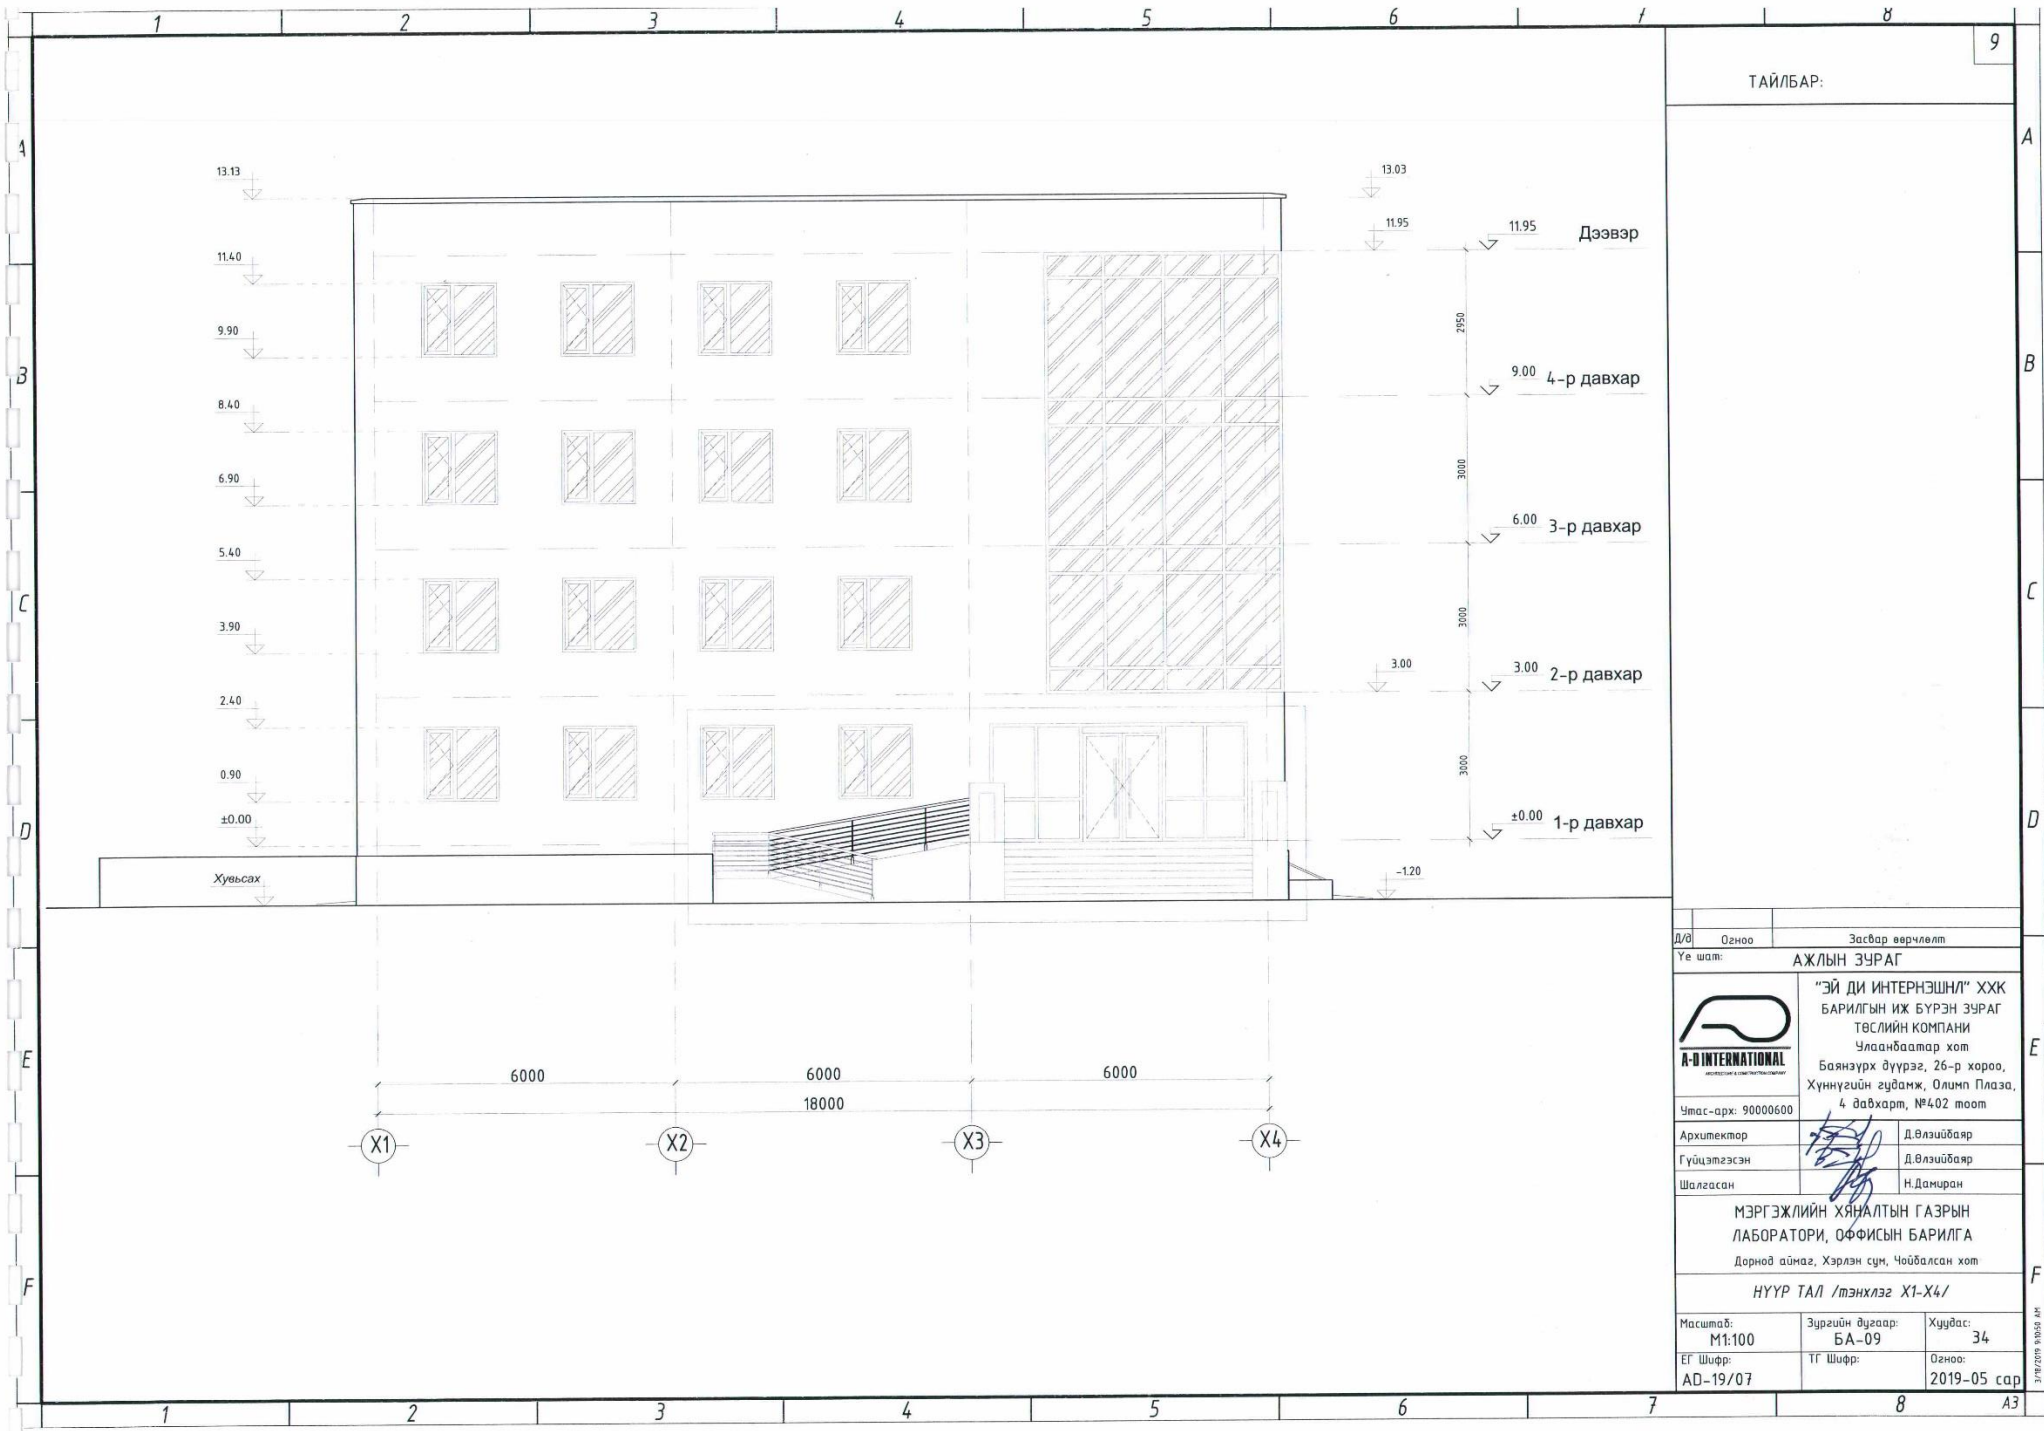 1 2 3 4 5 6 8
9
ТАЙЛБАР:
A A
13.13
13.03
11.95
11.95 Дээвэр
11.40
9.90
2950
9.00 4-р давхар
B B
8.40
3000
6.90
6.00 3-р давхар
5.40
C C
3000
3.90
3.00
3.00 2-р давхар
2.40
3000
0.90
±0.00
±0.00 1-р давхар
D D
Хувьсах
-1.20
Д/д Огноо Засвар өөрчлөлт
Үе шат: АЖЛЫН ЗУРАГ
"ЭЙ ДИ ИНТЕРНЭШНЛ" ХХК
БАРИЛГЫН ИЖ БҮРЭН ЗУРАГ
ТӨСЛИЙН КОМПАНИ
Улаанбаатар хот
Баянзүрх дүүрэг, 26-р хороо,
Хүннүгийн гудамж, Олимп Плаза,
4 давхарт, №402 тоот
A-D INTERNATIONAL
Утас-арх: 90000600
E E
6000 6000 6000
18000
X1 X2 X3 X4
Архитектор Д.Өлзийбаяр
Гүйцэтгэсэн Д.Өлзийбаяр
Шалгасан Н.Дамиран
МЭРГЭЖЛИЙН ХЯНАЛТЫН ГАЗРЫН
ЛАБОРАТОРИ, ОФФИСЫН БАРИЛГА
Дорнод аймаг, Хэрлэн сум, Чойбалсан хот
F F
НҮҮР ТАЛ /тэнхлэг X1-X4/
Масштаб: Зургийн дугаар: Хуудас:
М1:100 БА-09 34
ЕГ Шифр: ТГ Шифр: Огноо:
AD-19/07 2019-05 сар
3/18/2019 9:10:50 AM
1 2 3 4 5 6 7 8 A3